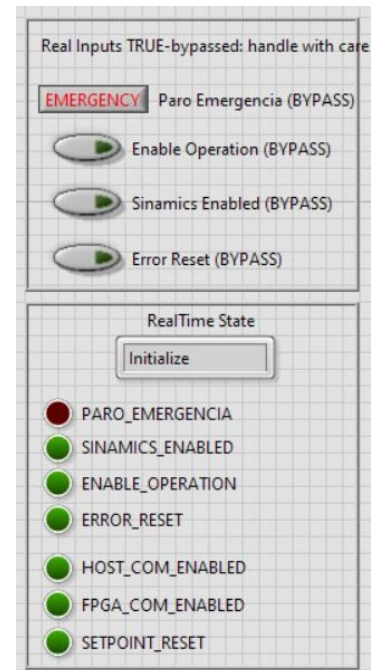 Real Inputs TRUE-bypassed: handle with care
EMERGENCY Paro Emergencia (BYPASS)
Enable Operation (BYPASS)
Sinamics Enabled (BYPASS)
Error Reset (BYPASS)
RealTime State
Initialize
PARO_EMERGENCIA
SINAMICS_ENABLED
ENABLE_OPERATION
ERROR_RESET
HOST_COM_ENABLED
FPGA_COM_ENABLED
SETPOINT_RESET